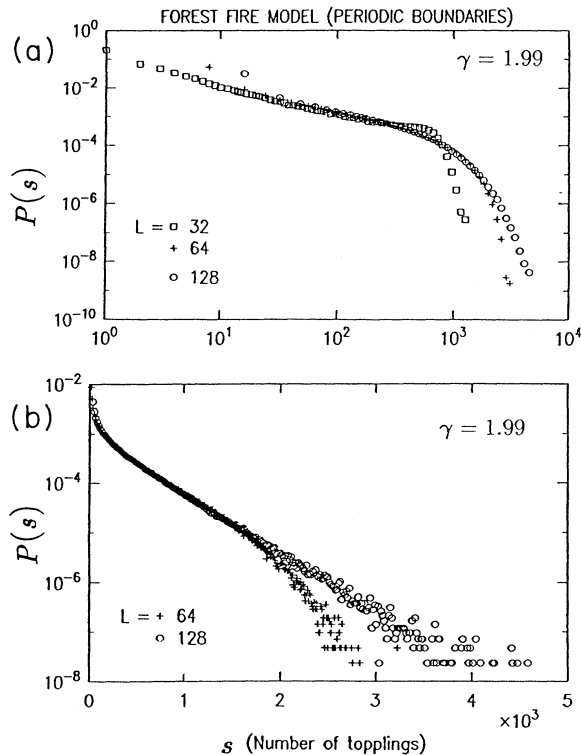 FOREST FIRE MODEL (PERIODIC BOUNDARIES)
(a)
γ = 1.99
P(s)
10^0
10^-2
10^-4
10^-6
10^-8
10^-10
L = □ 32
+ 64
○ 128
10^0 10^1 10^2 10^3 10^4
(b)
γ = 1.99
P(s)
10^-2
10^-4
10^-6
10^-8
L = + 64
○ 128
0 1 2 3 4 5
×10^3
s (Number of topplings)